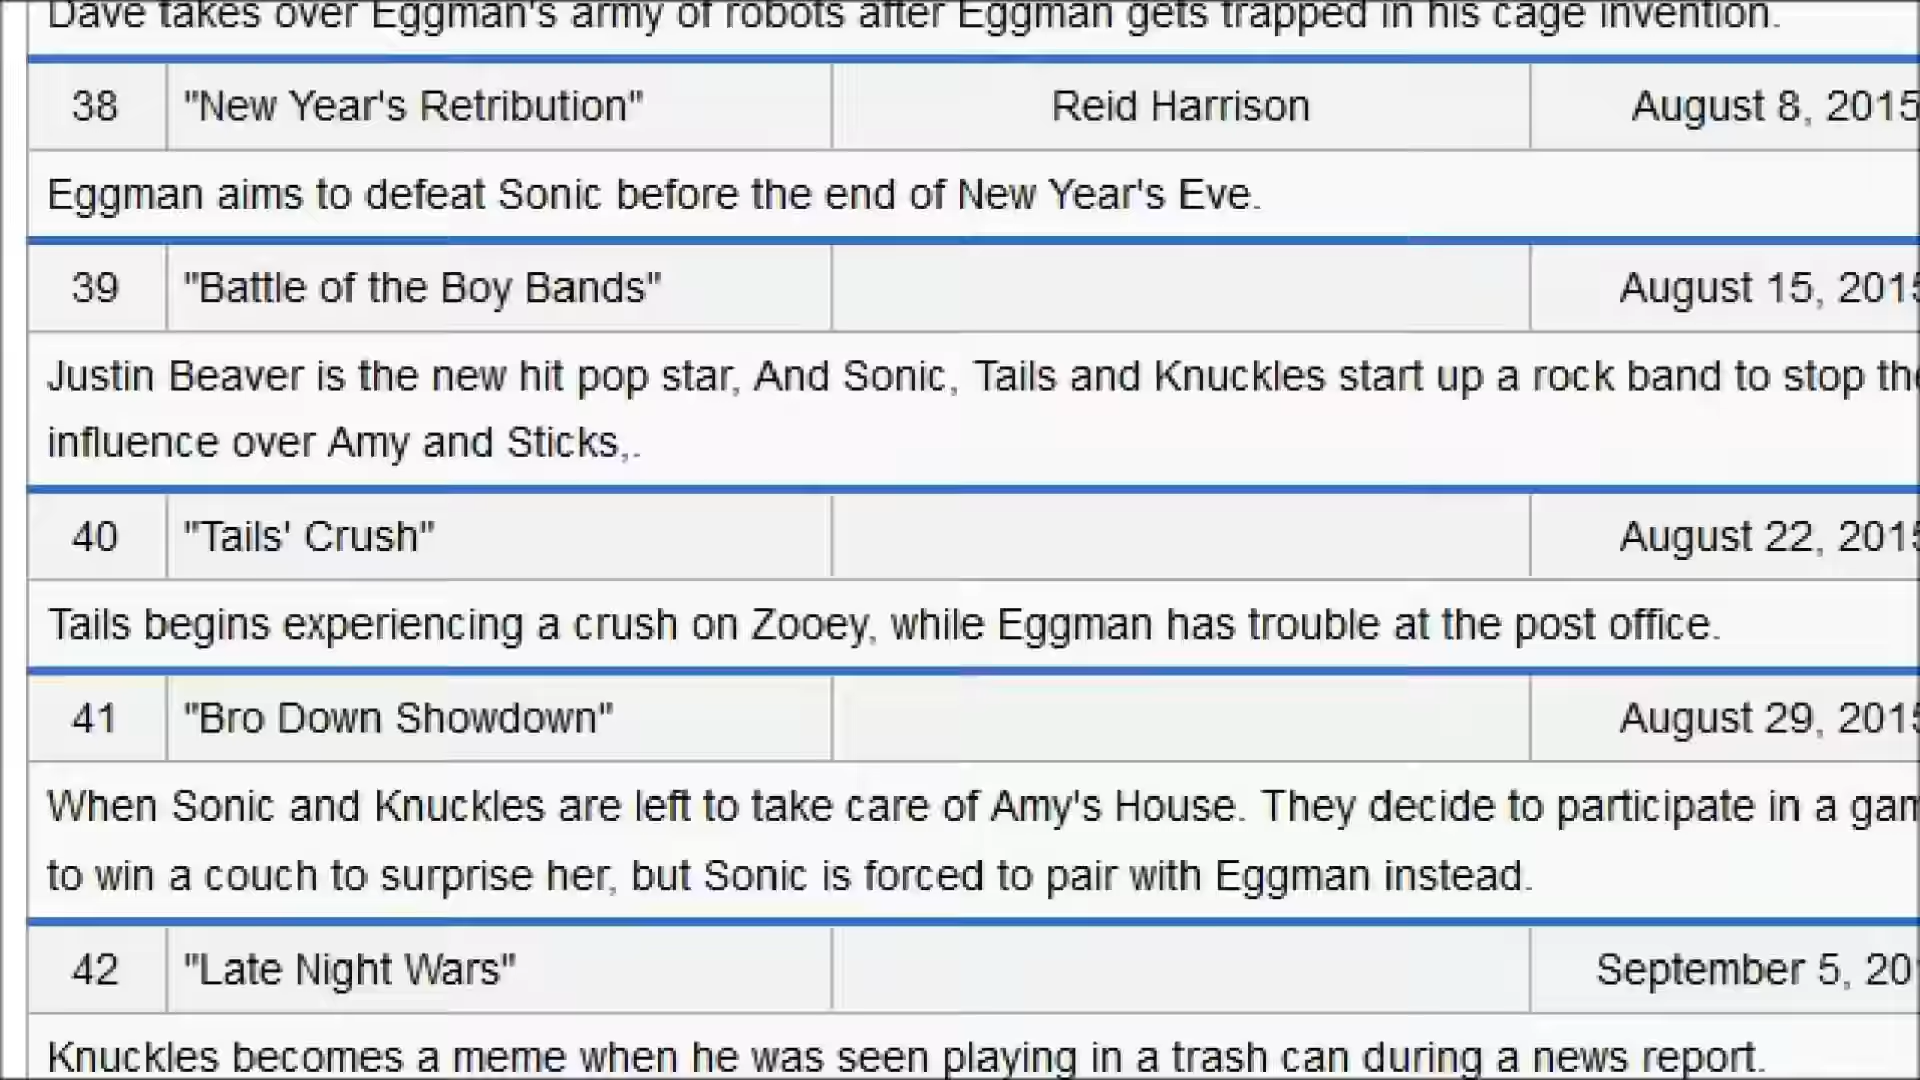 Dave takes over Eggman's army of robots after Eggman gets trapped in his cage invention.
38 "New Year's Retribution" Reid Harrison August 8, 2015
Eggman aims to defeat Sonic before the end of New Year's Eve.
39 "Battle of the Boy Bands" August 15, 2015
Justin Beaver is the new hit pop star, And Sonic, Tails and Knuckles start up a rock band to stop the
influence over Amy and Sticks,.
40 "Tails' Crush" August 22, 2015
Tails begins experiencing a crush on Zooey, while Eggman has trouble at the post office.
41 "Bro Down Showdown" August 29, 2015
When Sonic and Knuckles are left to take care of Amy's House. They decide to participate in a
to win a couch to surprise her, but Sonic is forced to pair with Eggman instead.
42 "Late Night Wars" September 5, 20
Knuckles becomes a meme when he was seen playing in a trash can during a news report.